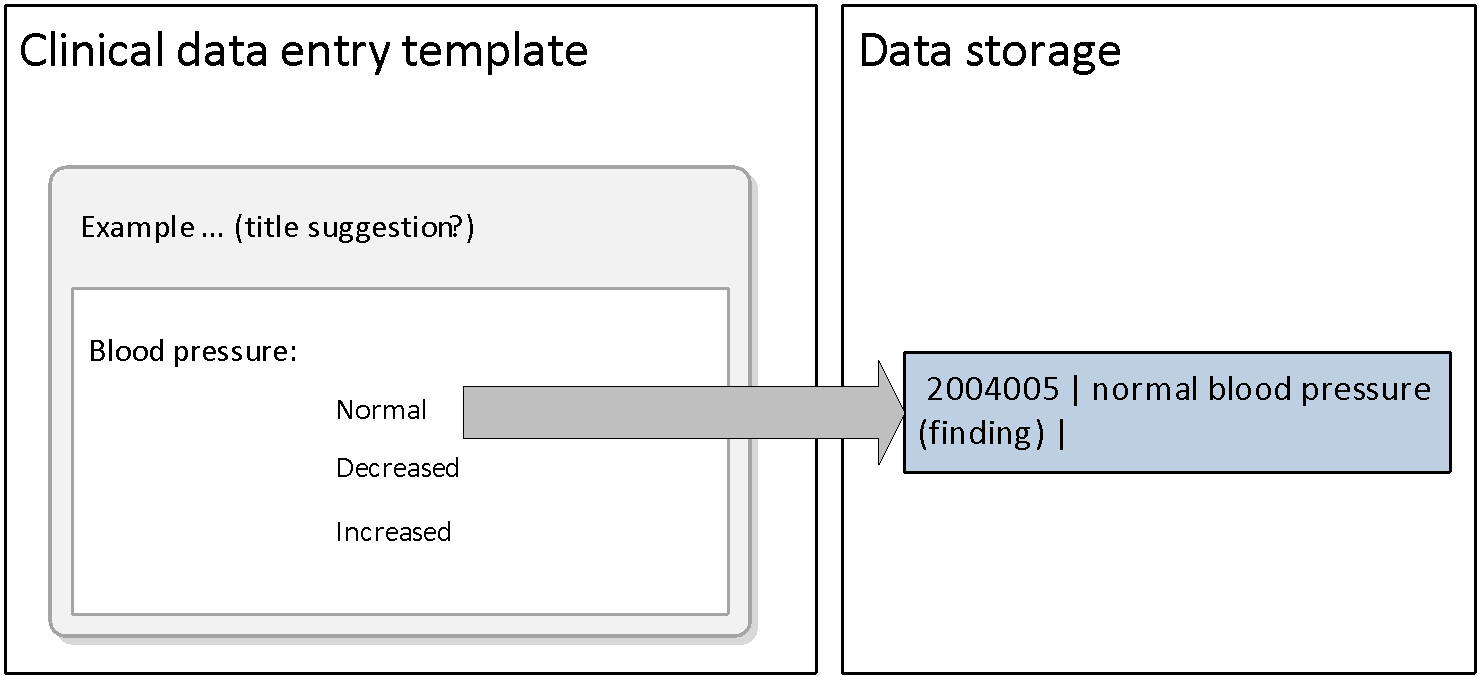 Clinical data entry template
Data storage
Example ... (title suggestion?)
Blood pressure:
Normal
Decreased
Increased
2004005 | normal blood pressure
(finding) |